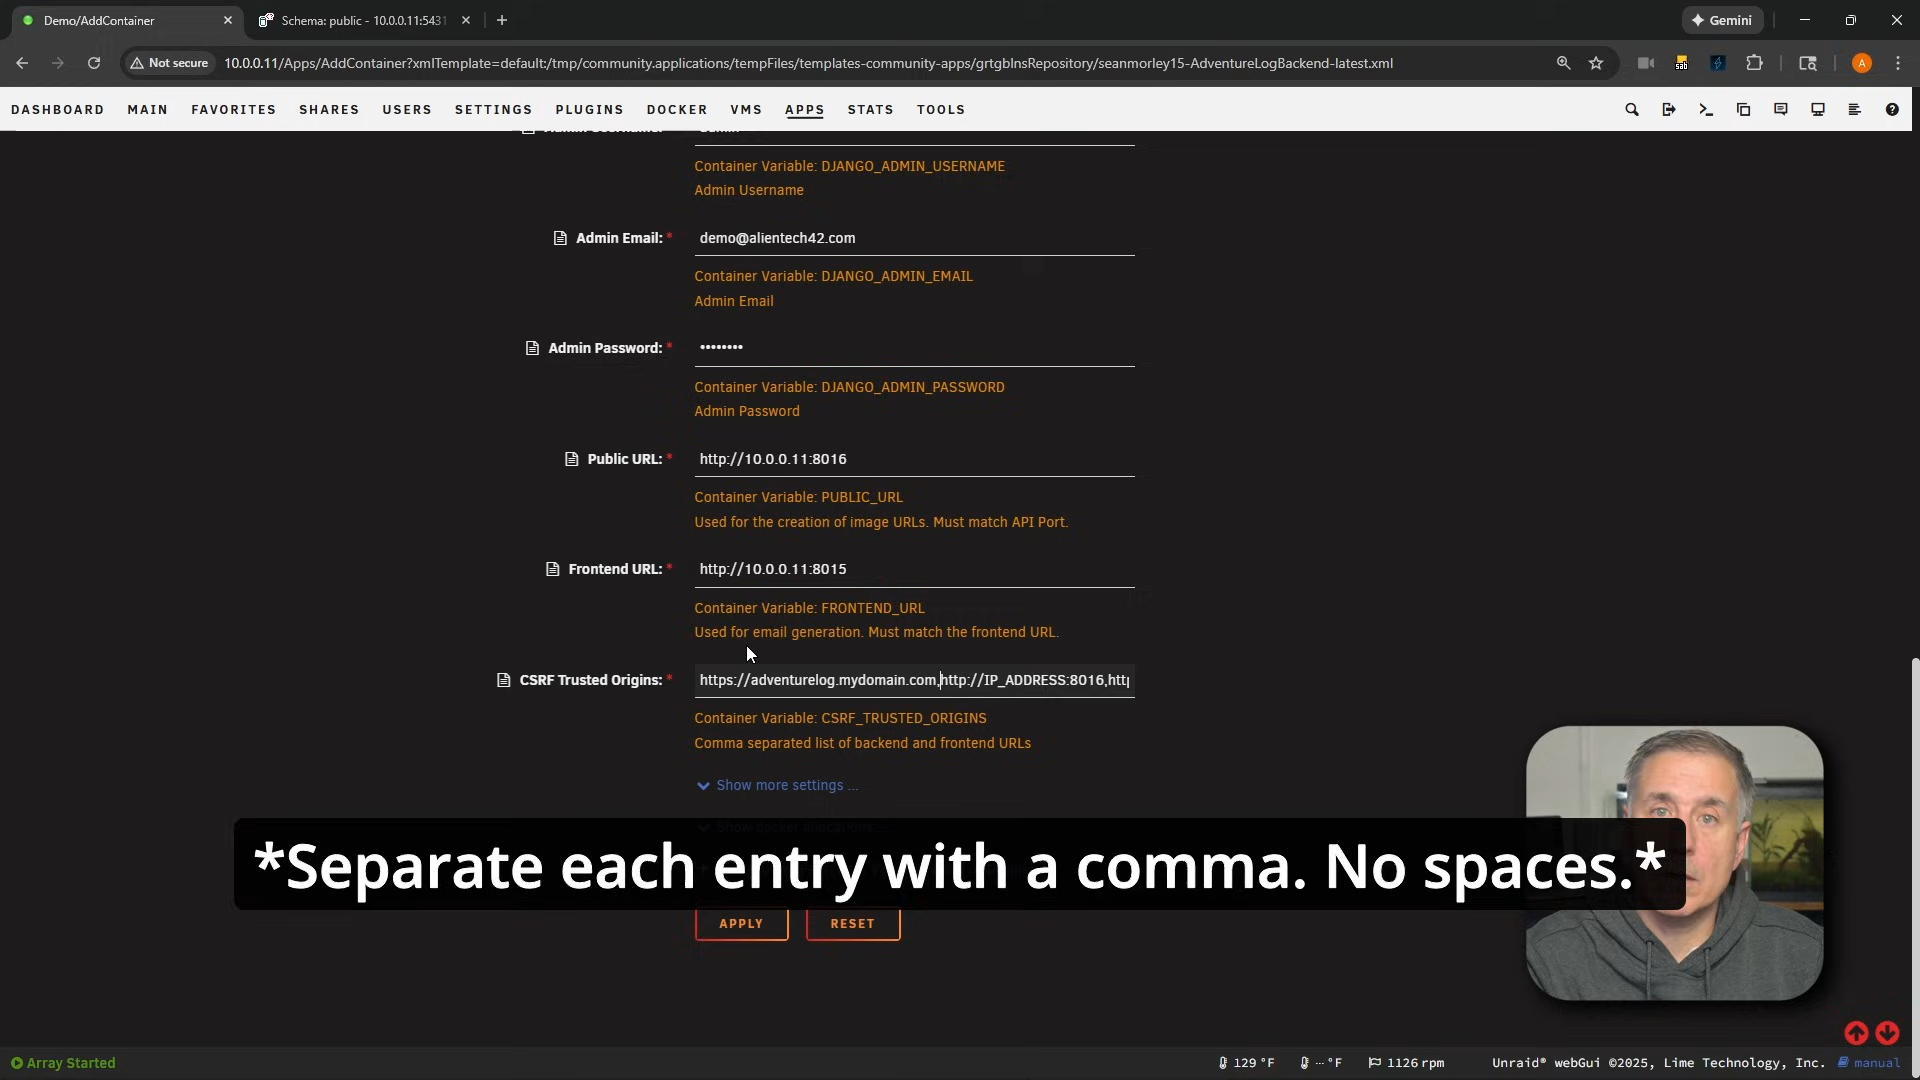 Demo/AddContainer
Schema: public - 10.0.0.11:5431
Gemini
Not secure
10.0.0.11/Apps/AddContainer?xmlTemplate=default:/tmp/community.applications/tempFiles/templates-community-apps/grtgblnsRepository/seanmorley15-AdventureLogBackend-latest.xml
A
DASHBOARD MAIN FAVORITES SHARES USERS SETTINGS PLUGINS DOCKER VMS APPS STATS TOOLS
Container Variable: DJANGO_ADMIN_USERNAME
Admin Username
Admin Email: * demo@alientech42.com
Container Variable: DJANGO_ADMIN_EMAIL
Admin Email
Admin Password: * ••••••••
Container Variable: DJANGO_ADMIN_PASSWORD
Admin Password
Public URL: * http://10.0.0.11:8016
Container Variable: PUBLIC_URL
Used for the creation of image URLs. Must match API Port.
Frontend URL: * http://10.0.0.11:8015
Container Variable: FRONTEND_URL
Used for email generation. Must match the frontend URL.
CSRF Trusted Origins: * https://adventurelog.mydomain.com,http://IP_ADDRESS:8016,http
Container Variable: CSRF_TRUSTED_ORIGINS
Comma separated list of backend and frontend URLs
Show more settings ...
*Separate each entry with a comma. No spaces.*
APPLY RESET
Array Started
129 °F -- °F 1126 rpm Unraid® webGui ©2025, Lime Technology, Inc. manual